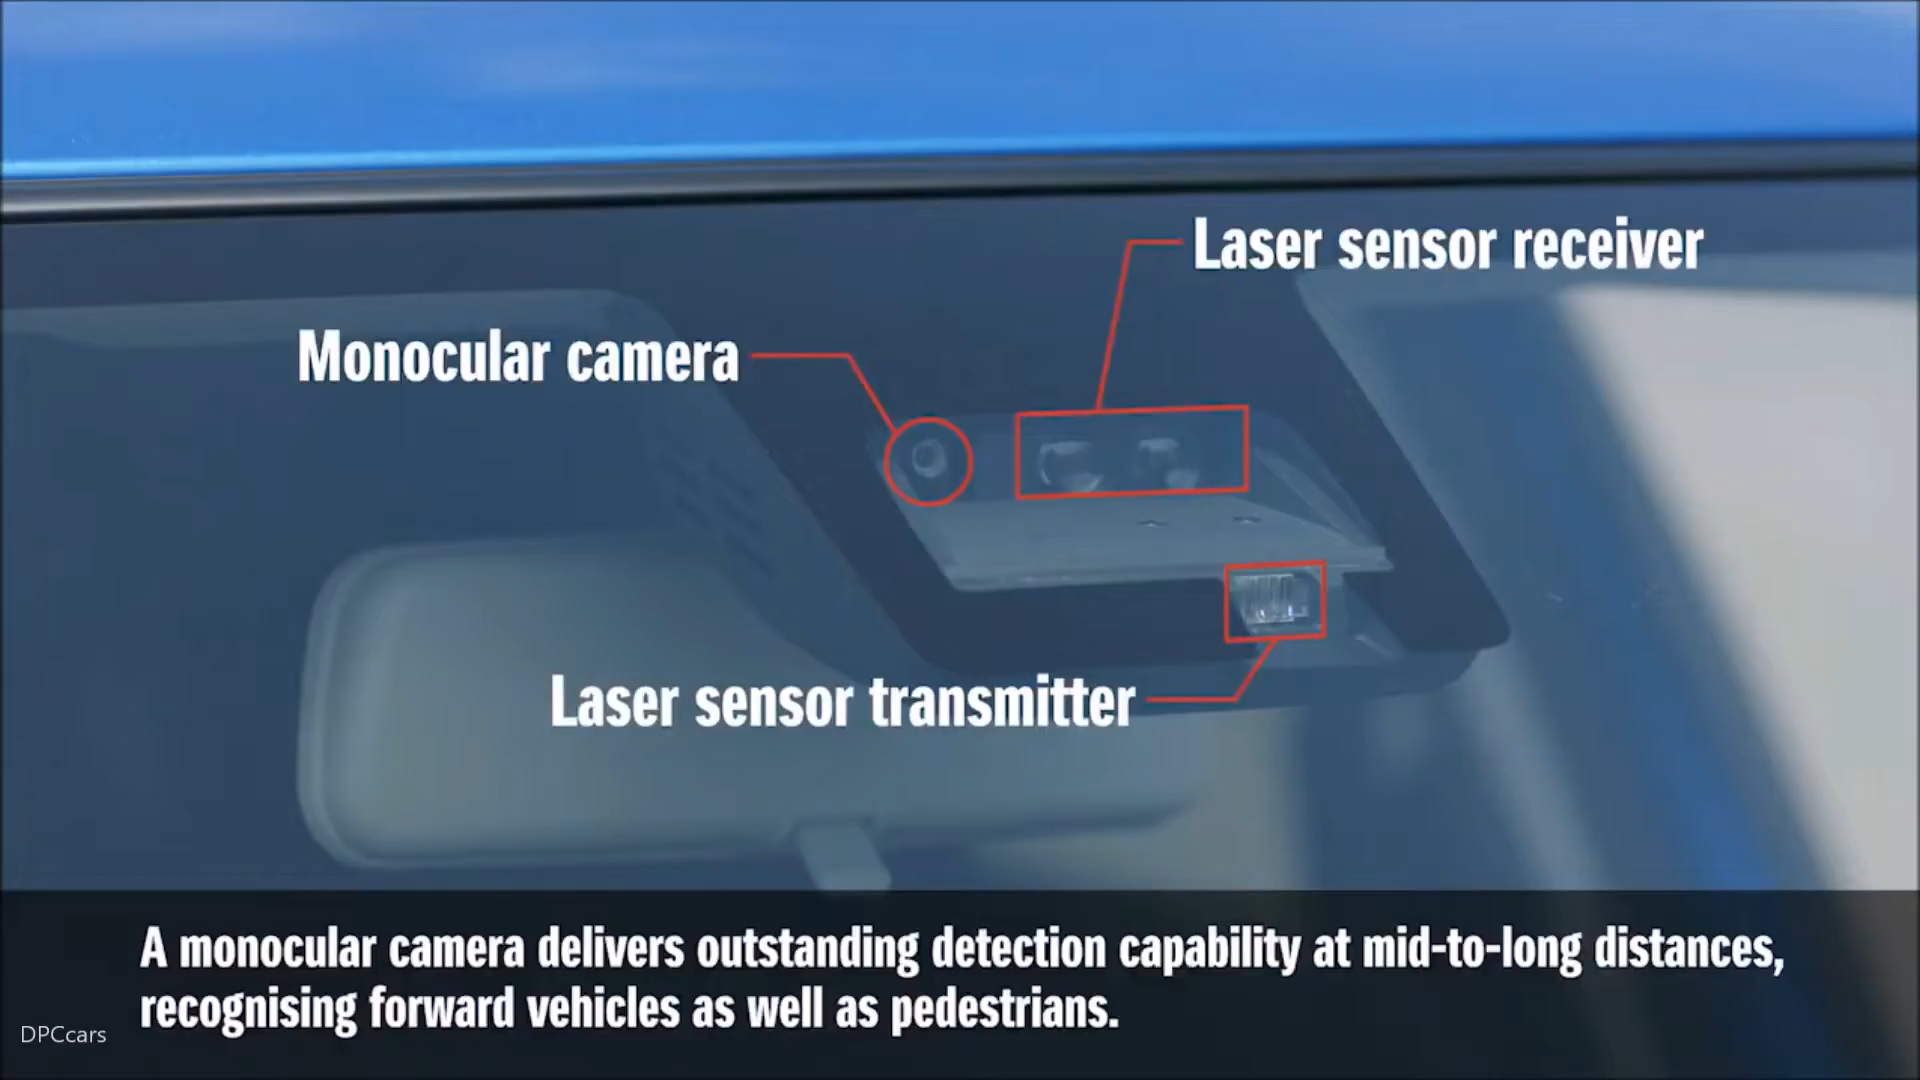 Laser sensor receiver
Monocular camera
Laser sensor transmitter
A monocular camera delivers outstanding detection capability at mid-to-long distances,
recognising forward vehicles as well as pedestrians.
DPCcars